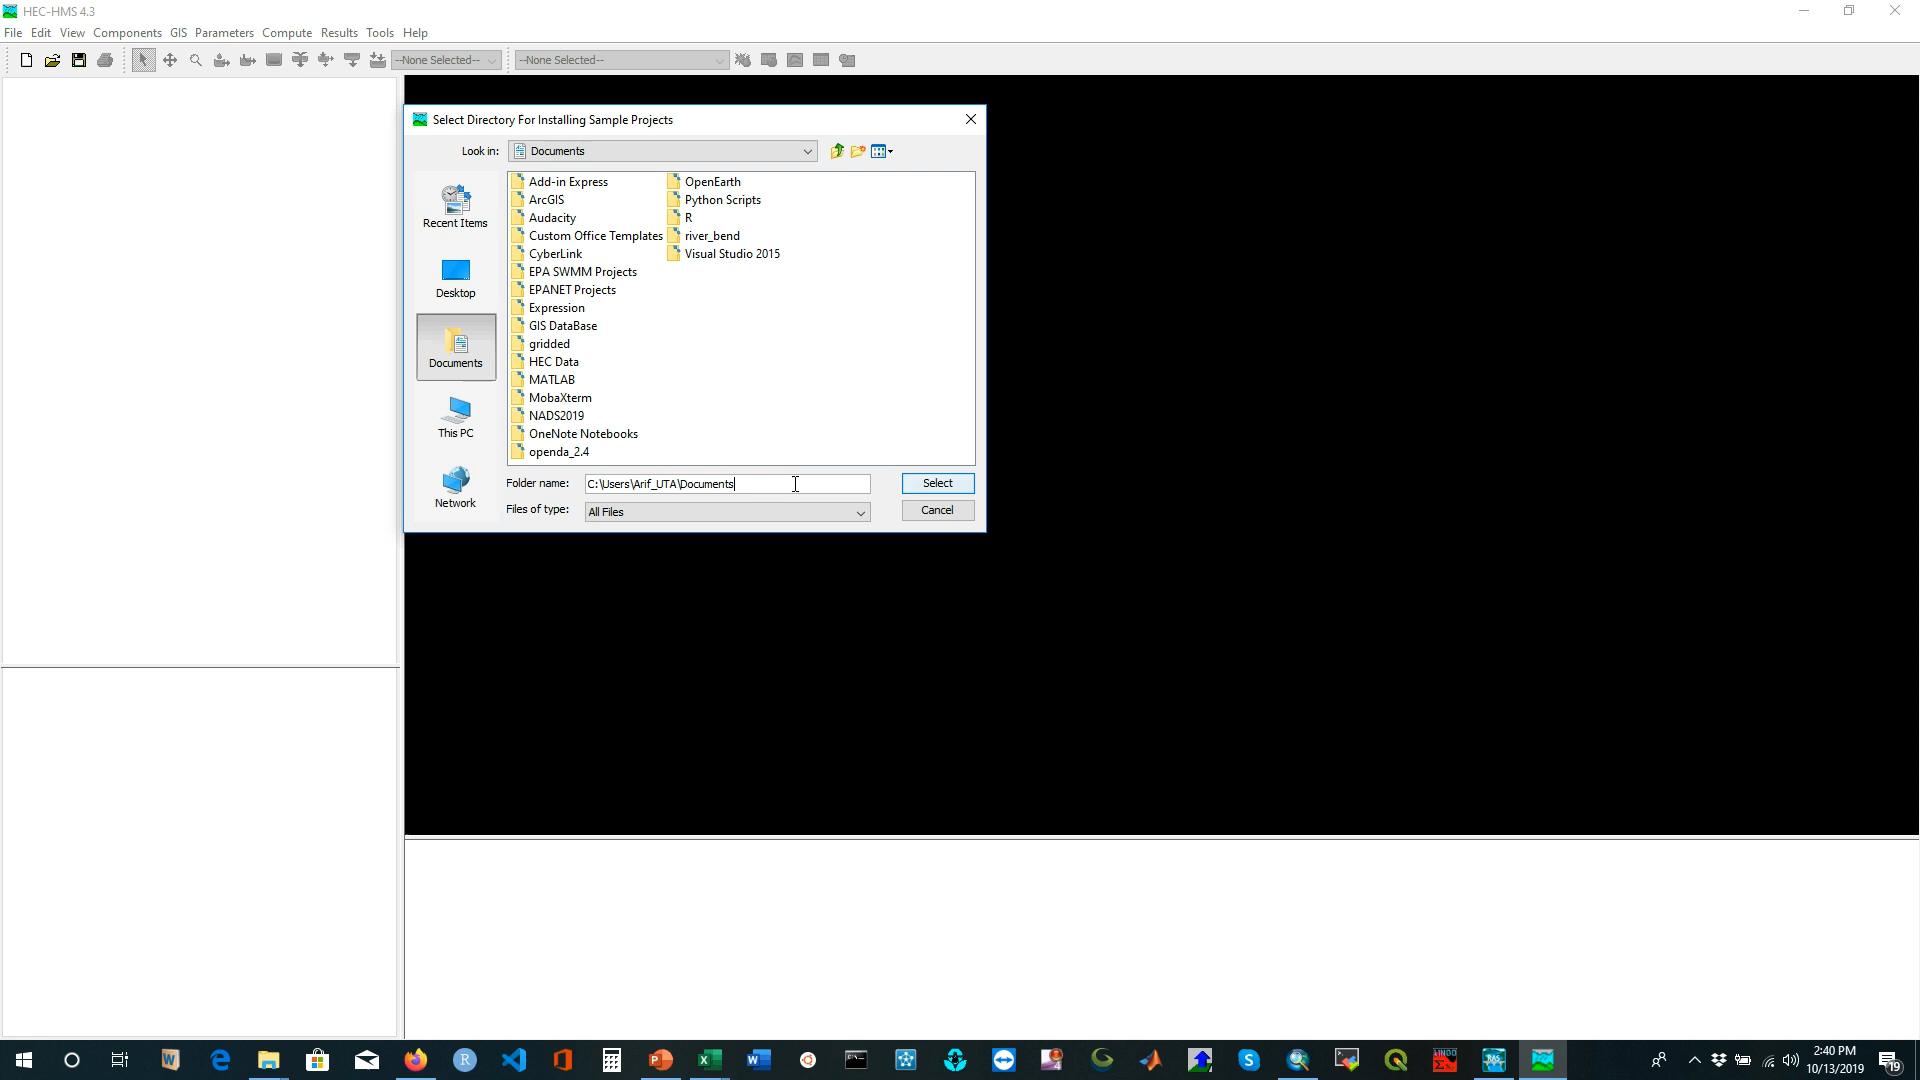 HEC-HMS 4.3
File Edit View Components GIS Parameters Compute Results Tools Help
--None Selected-- --None Selected--
Select Directory For Installing Sample Projects
Look in: Documents
Recent Items
Desktop
Documents
This PC
Network
Add-in Express
ArcGIS
Audacity
Custom Office Templates
CyberLink
EPA SWMM Projects
EPANET Projects
Expression
GIS DataBase
gridded
HEC Data
MATLAB
MobaXterm
NADS2019
OneNote Notebooks
openda_2.4
OpenEarth
Python Scripts
R
river_bend
Visual Studio 2015
Folder name: C:\Users\Arif_UTA\Documents Select
Files of type: All Files Cancel
2:40 PM
10/13/2019
19